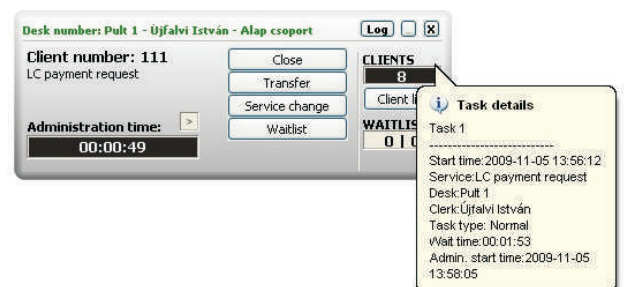 Desk number: Pult 1 - Újfalvi István - Alap csoport
Log
X
Client number: 111
LC payment request
Administration time:
>
00:00:49
Close
Transfer
Service change
Waitlist
CLIENTS
8
Client
0 |
Task details
Task 1
----------------------------
Start time:2009-11-05 13:56:12
Service:LC payment request
Desk:Pult 1
Clerk:Újfalvi István
Task type: Normal
Wait time:00:01:53
Admin. start time:2009-11-05
13:58:05